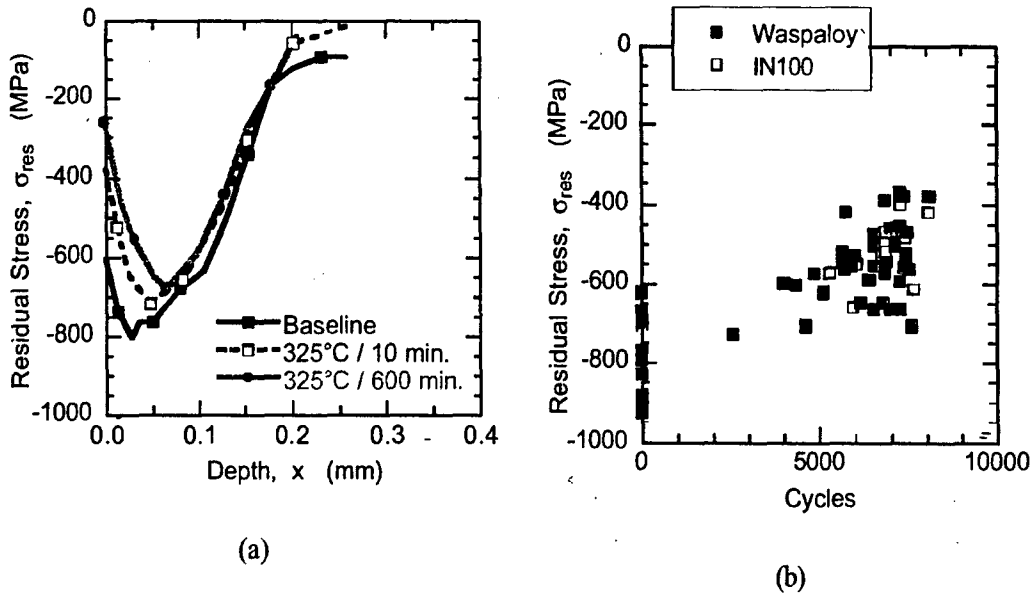 0
-200
-400
-600
-800
-1000
Residual Stress, σres (MPa)
Baseline
325°C / 10 min.
325°C / 600 min.
0.0 0.1 0.2 0.3 0.4
Depth, x (mm)
(a)
Waspaloy
IN100
0
-200
-400
-600
-800
-1000
Residual Stress, σres (MPa)
0 5000 10000
Cycles
(b)